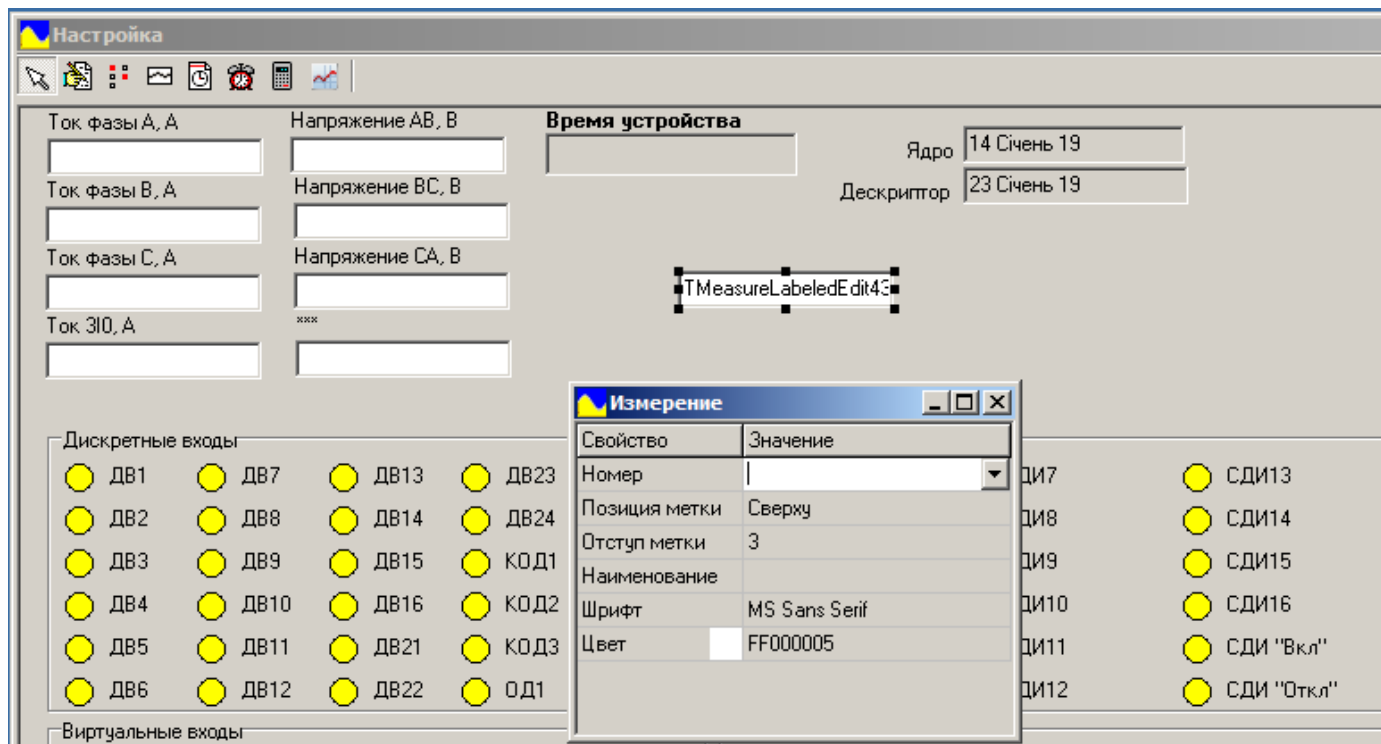 Настройка
Ток фазы А, А
Напряжение АВ, В
Время устройства
Ядро
14 Січень 19
Ток фазы В, А
Напряжение ВС, В
Дескриптор
23 Січень 19
Ток фазы С, А
Напряжение СА, В
TMeasureLabeledEdit43
Ток 3I0, А
***
Измерение
Свойство
Значение
Номер
Позиция метки
Сверху
Отступ метки
3
Наименование
Шрифт
MS Sans Serif
Цвет
FF000005
Дискретные входы
ДВ1
ДВ7
ДВ13
ДВ23
СДИ13
ДВ2
ДВ8
ДВ14
ДВ24
СДИ14
ДВ3
ДВ9
ДВ15
КОД1
СДИ15
ДВ4
ДВ10
ДВ16
КОД2
СДИ16
ДВ5
ДВ11
ДВ21
КОД3
СДИ "Вкл"
ДВ6
ДВ12
ДВ22
ОД1
СДИ "Откл"
ДИ7
ДИ8
ДИ9
ДИ10
ДИ11
ДИ12
Виртуальные входы